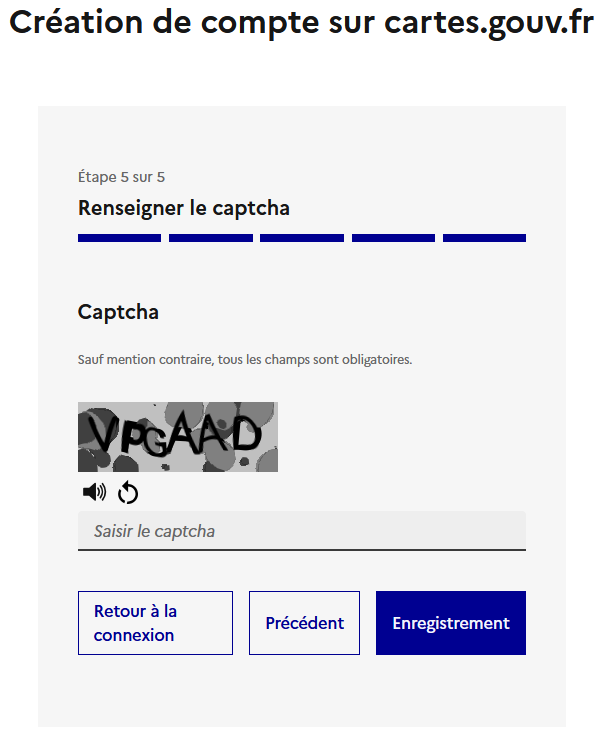 Création de compte sur cartes.gouv.fr
Étape 5 sur 5
Renseigner le captcha
Captcha
Sauf mention contraire, tous les champs sont obligatoires.
Saisir le captcha
Retour à la
connexion
Précédent
Enregistrement